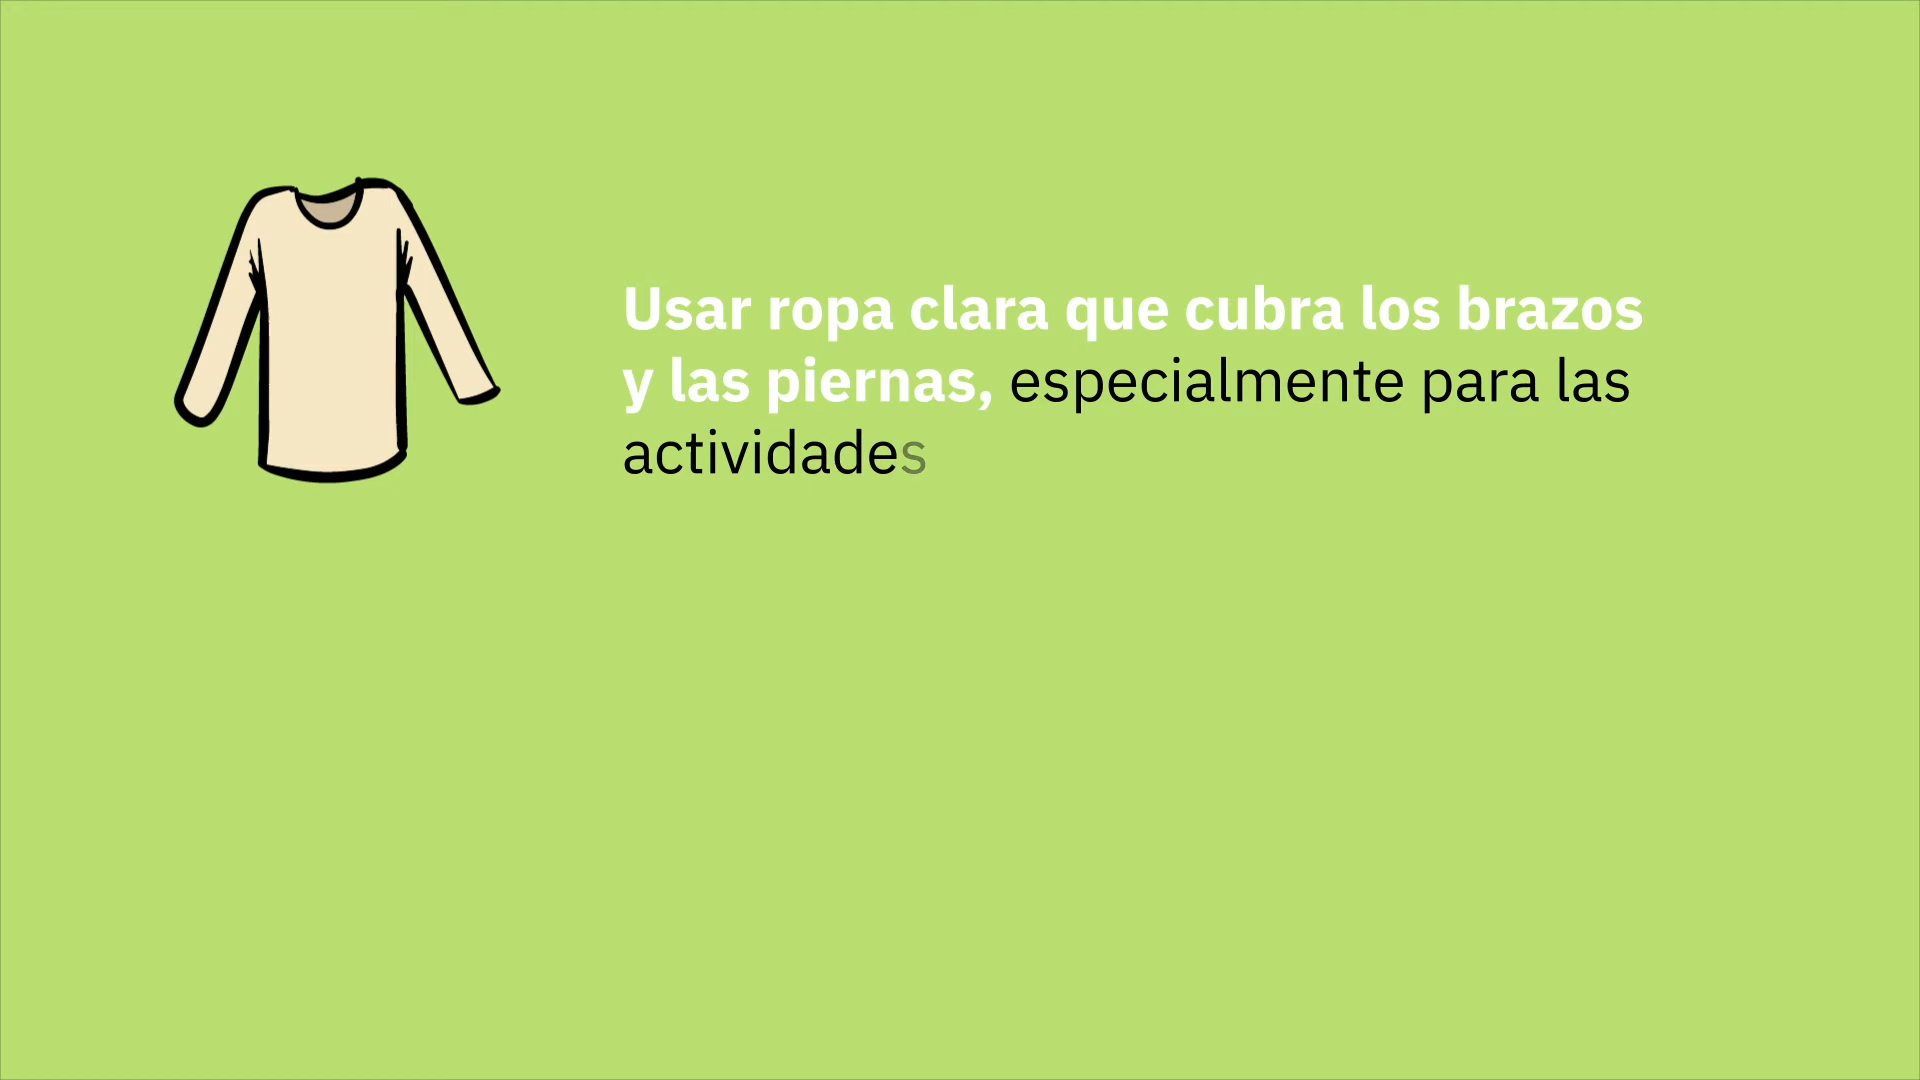 Usar ropa clara que cubra los brazos
y las piernas, especialmente para las
actividades